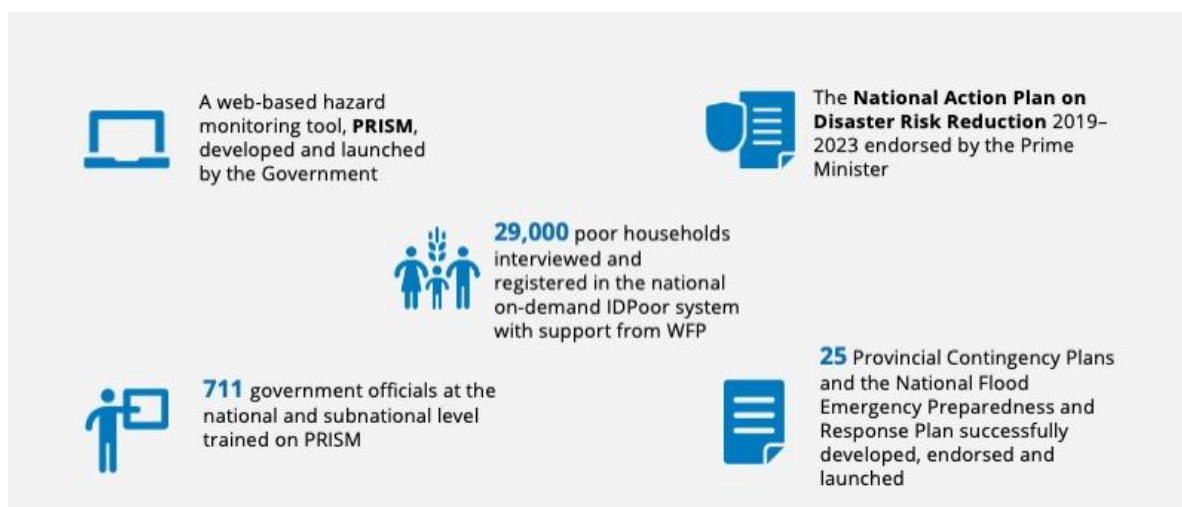 A web-based hazard
monitoring tool, PRISM,
developed and launched
by the Government
The National Action Plan on
Disaster Risk Reduction 2019–
2023 endorsed by the Prime
Minister
29,000 poor households
interviewed and
registered in the national
on-demand IDPoor system
with support from WFP
711 government officials at the
national and subnational level
trained on PRISM
25 Provincial Contingency Plans
and the National Flood
Emergency Preparedness and
Response Plan successfully
developed, endorsed and
launched